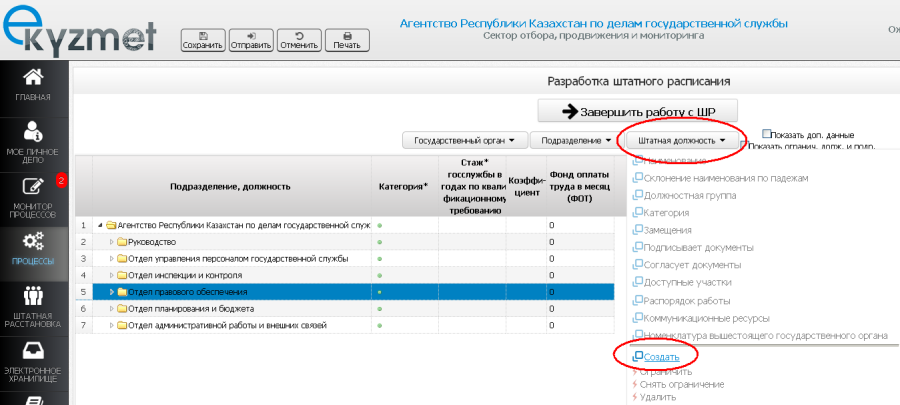 e kyzmet
Сохранить
Отправить
Отменить
Печать
Агентство Республики Казахстан по делам государственной службы
Сектор отбора, продвижения и мониторинга
ГЛАВНАЯ
МОЕ ЛИЧНОЕ
ДЕЛО
2
МОНИТОР
ПРОЦЕССОВ
ПРОЦЕССЫ
ШТАТНАЯ
РАССТАНОВКА
ЭЛЕКТРОННОЕ
ХРАНИЛИЩЕ
Разработка штатного расписания
Завершить работу с ШР
Государственный орган
Подразделение
Штатная должность
Показать доп. данные
Показать огранич. долж. и подр.
Подразделение, должность
Категория*
Стаж*
госслужбы в
годах по квали
фикационному
требованию
Коэффи-
циент
Фонд оплаты
труда в месяц
(ФОТ)
1 Агентство Республики Казахстан по делам государственной служ 0
2 Руководство 0
3 Отдел управления персоналом государственной службы 0
4 Отдел инспекции и контроля 0
5 Отдел правового обеспечения 0
6 Отдел планирования и бюджета 0
7 Отдел административной работы и внешних связей 0
Наименование
Склонение наименования по падежам
Должностная группа
Категория
Замещения
Подписывает документы
Согласует документы
Доступные участки
Распорядок работы
Коммуникационные ресурсы
Номенклатура вышестоящего государственного органа
Создать
Ограничить
Снять ограничение
Удалить